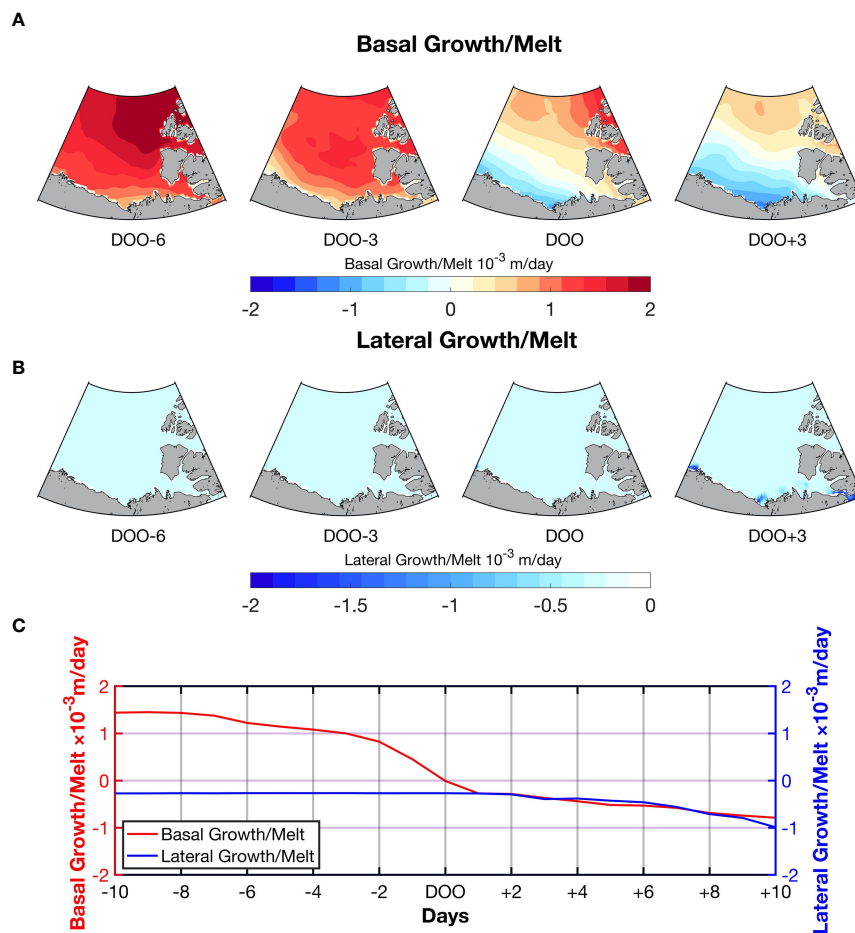 A
Basal Growth/Melt
DOO-6 DOO-3 DOO DOO+3
Basal Growth/Melt 10⁻³ m/day
-2 -1 0 1 2
Lateral Growth/Melt
B
DOO-6 DOO-3 DOO DOO+3
Lateral Growth/Melt 10⁻³ m/day
-2 -1.5 -1 -0.5 0
C
Basal Growth/Melt ×10⁻³m/day
2
1
0
-1
-2
Basal Growth/Melt
Lateral Growth/Melt
-10 -8 -6 -4 -2 DOO +2 +4 +6 +8 +10
Days
2
1
0
-1
-2
Lateral Growth/Melt ×10⁻³m/day